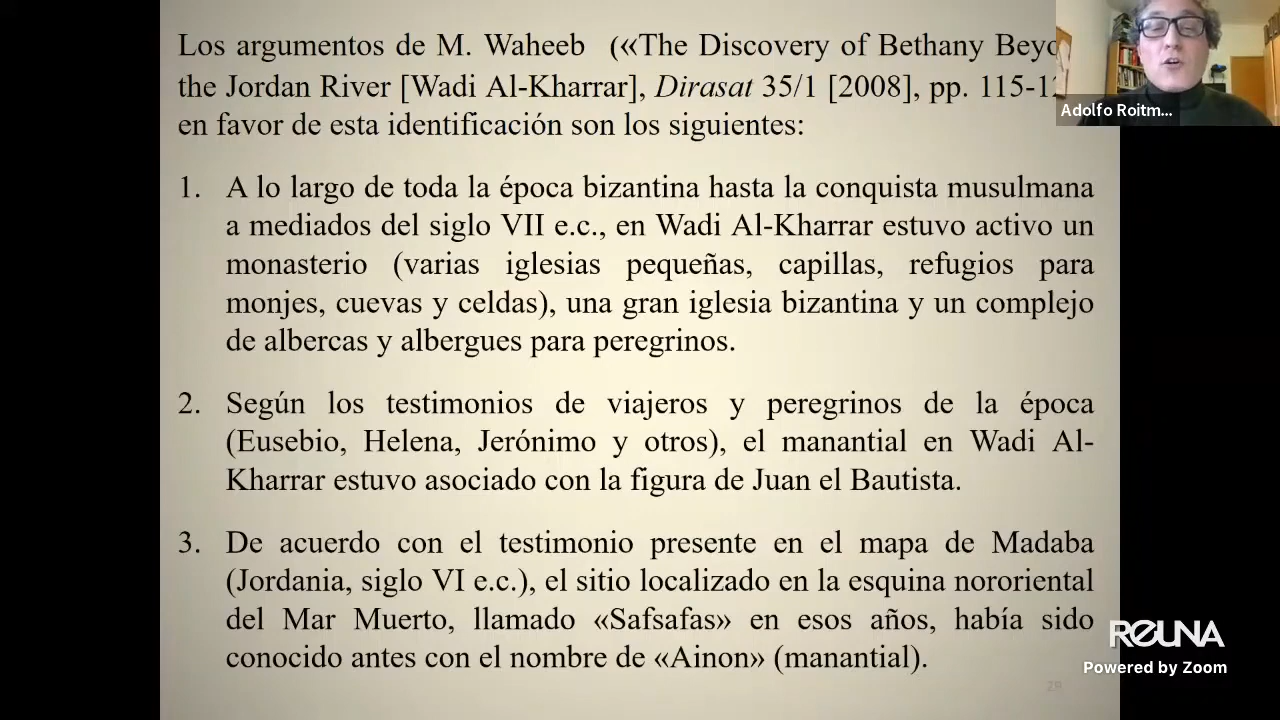 Los argumentos de M. Waheeb («The Discovery of Bethany Beyo
the Jordan River [Wadi Al-Kharrar], Dirasat 35/1 [2008], pp. 115-12
en favor de esta identificación son los siguientes:
1. A lo largo de toda la época bizantina hasta la conquista musulmana
a mediados del siglo VII e.c., en Wadi Al-Kharrar estuvo activo un
monasterio (varias iglesias pequeñas, capillas, refugios para
monjes, cuevas y celdas), una gran iglesia bizantina y un complejo
de albercas y albergues para peregrinos.
2. Según los testimonios de viajeros y peregrinos de la época
(Eusebio, Helena, Jerónimo y otros), el manantial en Wadi Al-
Kharrar estuvo asociado con la figura de Juan el Bautista.
3. De acuerdo con el testimonio presente en el mapa de Madaba
(Jordania, siglo VI e.c.), el sitio localizado en la esquina nororiental
del Mar Muerto, llamado «Safsafas» en esos años, había sido
conocido antes con el nombre de «Ainon» (manantial).
29
Adolfo Roitm...
REUNA
Powered by Zoom